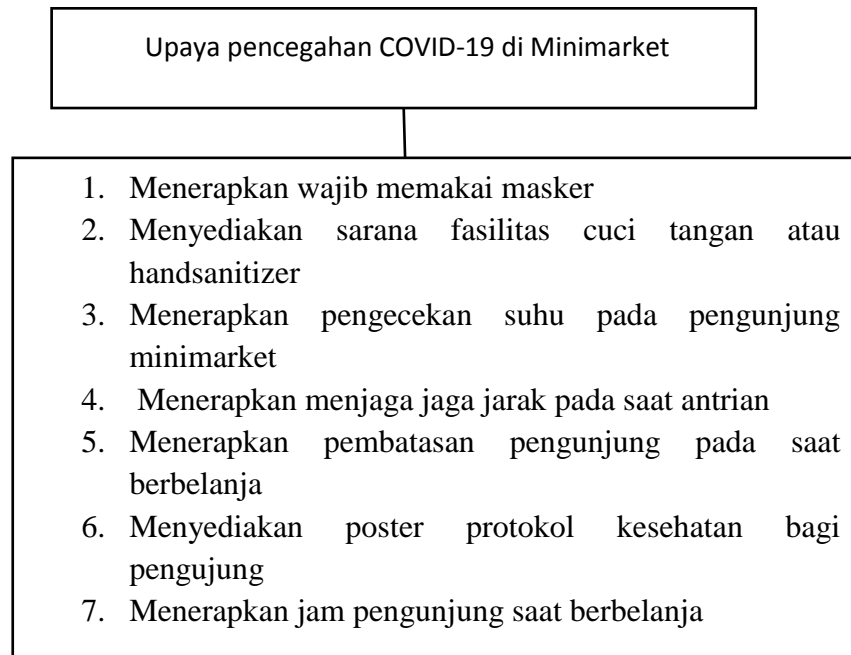 Upaya pencegahan COVID-19 di Minimarket
1. Menerapkan wajib memakai masker
2. Menyediakan sarana fasilitas cuci tangan atau
handsanitizer
3. Menerapkan pengecekan suhu pada pengunjung
minimarket
4. Menerapkan menjaga jaga jarak pada saat antrian
5. Menerapkan pembatasan pengunjung pada saat
berbelanja
6. Menyediakan poster protokol kesehatan bagi
pengujung
7. Menerapkan jam pengunjung saat berbelanja